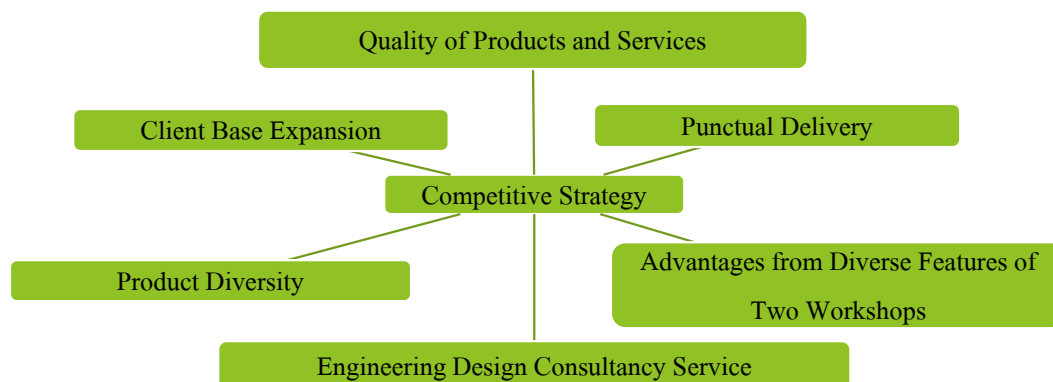 Quality of Products and Services
Client Base Expansion
Punctual Delivery
Competitive Strategy
Product Diversity
Advantages from Diverse Features of
Two Workshops
Engineering Design Consultancy Service